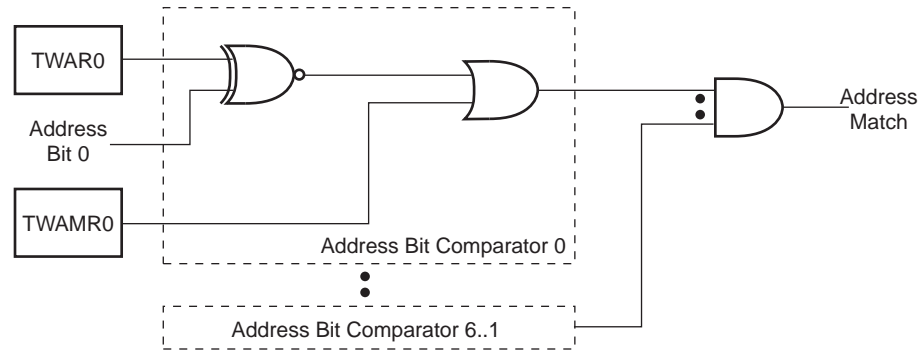 TWAR0
Address
Bit 0
TWAMR0
Address Bit Comparator 0
Address Bit Comparator 6..1
Address
Match